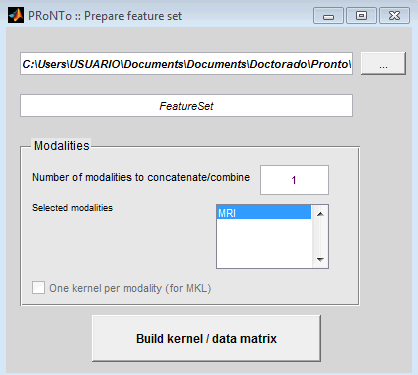 PRoNTo :: Prepare feature set
C:\Users\USUARIO\Documents\Documents\Doctorado\Pronto\
...
FeatureSet
Modalities
Number of modalities to concatenate/combine
1
Selected modalities
MRI
One kernel per modality (for MKL)
Build kernel / data matrix